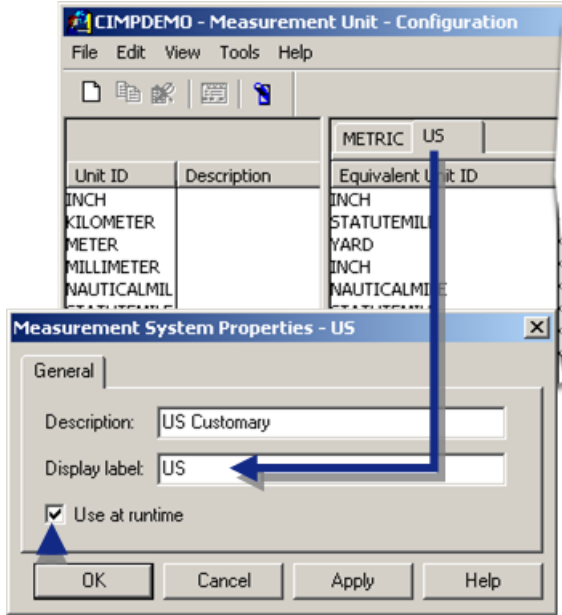 CIMPDEMO - Measurement Unit - Configuration
File Edit View Tools Help
METRIC US
Unit ID Description Equivalent Unit ID
INCH INCH
KILOMETER STATUTEMILE
METER YARD
MILLIMETER INCH
NAUTICALMIL NAUTICALMILE
Measurement System Properties - US
General
Description: US Customary
Display label: US
Use at runtime
OK Cancel Apply Help